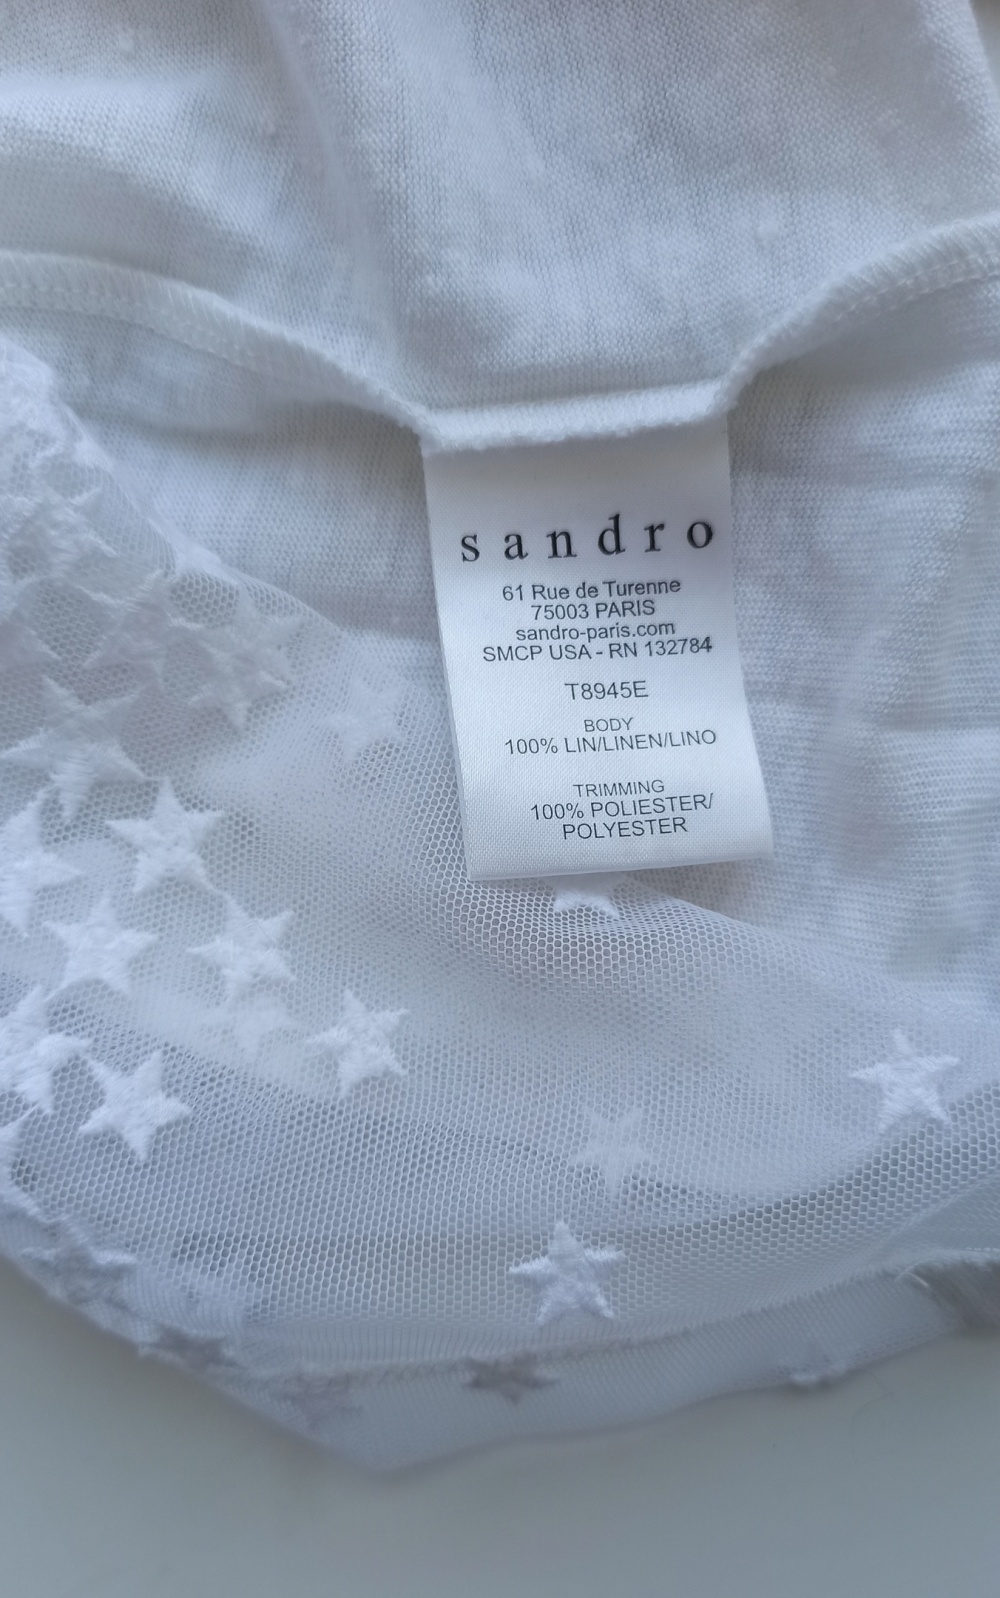 sandro
61 Rue de Turenne
75003 PARIS
sandro-paris.com
SMCP USA - RN 132784
T8945E
BODY
100% LIN/LINEN/LINO
TRIMMING
100% POLIESTER/
POLYESTER